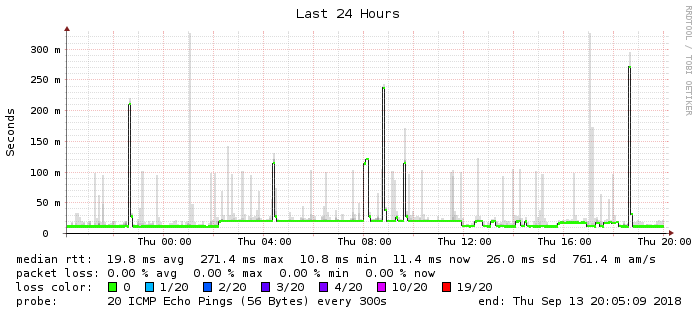 Last 24 Hours
RRDTOOL / TOBI OETIKER
Seconds
300 m
250 m
200 m
150 m
100 m
50 m
0
Thu 00:00 Thu 04:00 Thu 08:00 Thu 12:00 Thu 16:00 Thu 20:00
median rtt: 19.8 ms avg 271.4 ms max 10.8 ms min 11.4 ms now 26.0 ms sd 761.4 m am/s
packet loss: 0.00 % avg 0.00 % max 0.00 % min 0.00 % now
loss color: 0 1/20 2/20 3/20 4/20 10/20 19/20
probe: 20 ICMP Echo Pings (56 Bytes) every 300s end: Thu Sep 13 20:05:09 2018